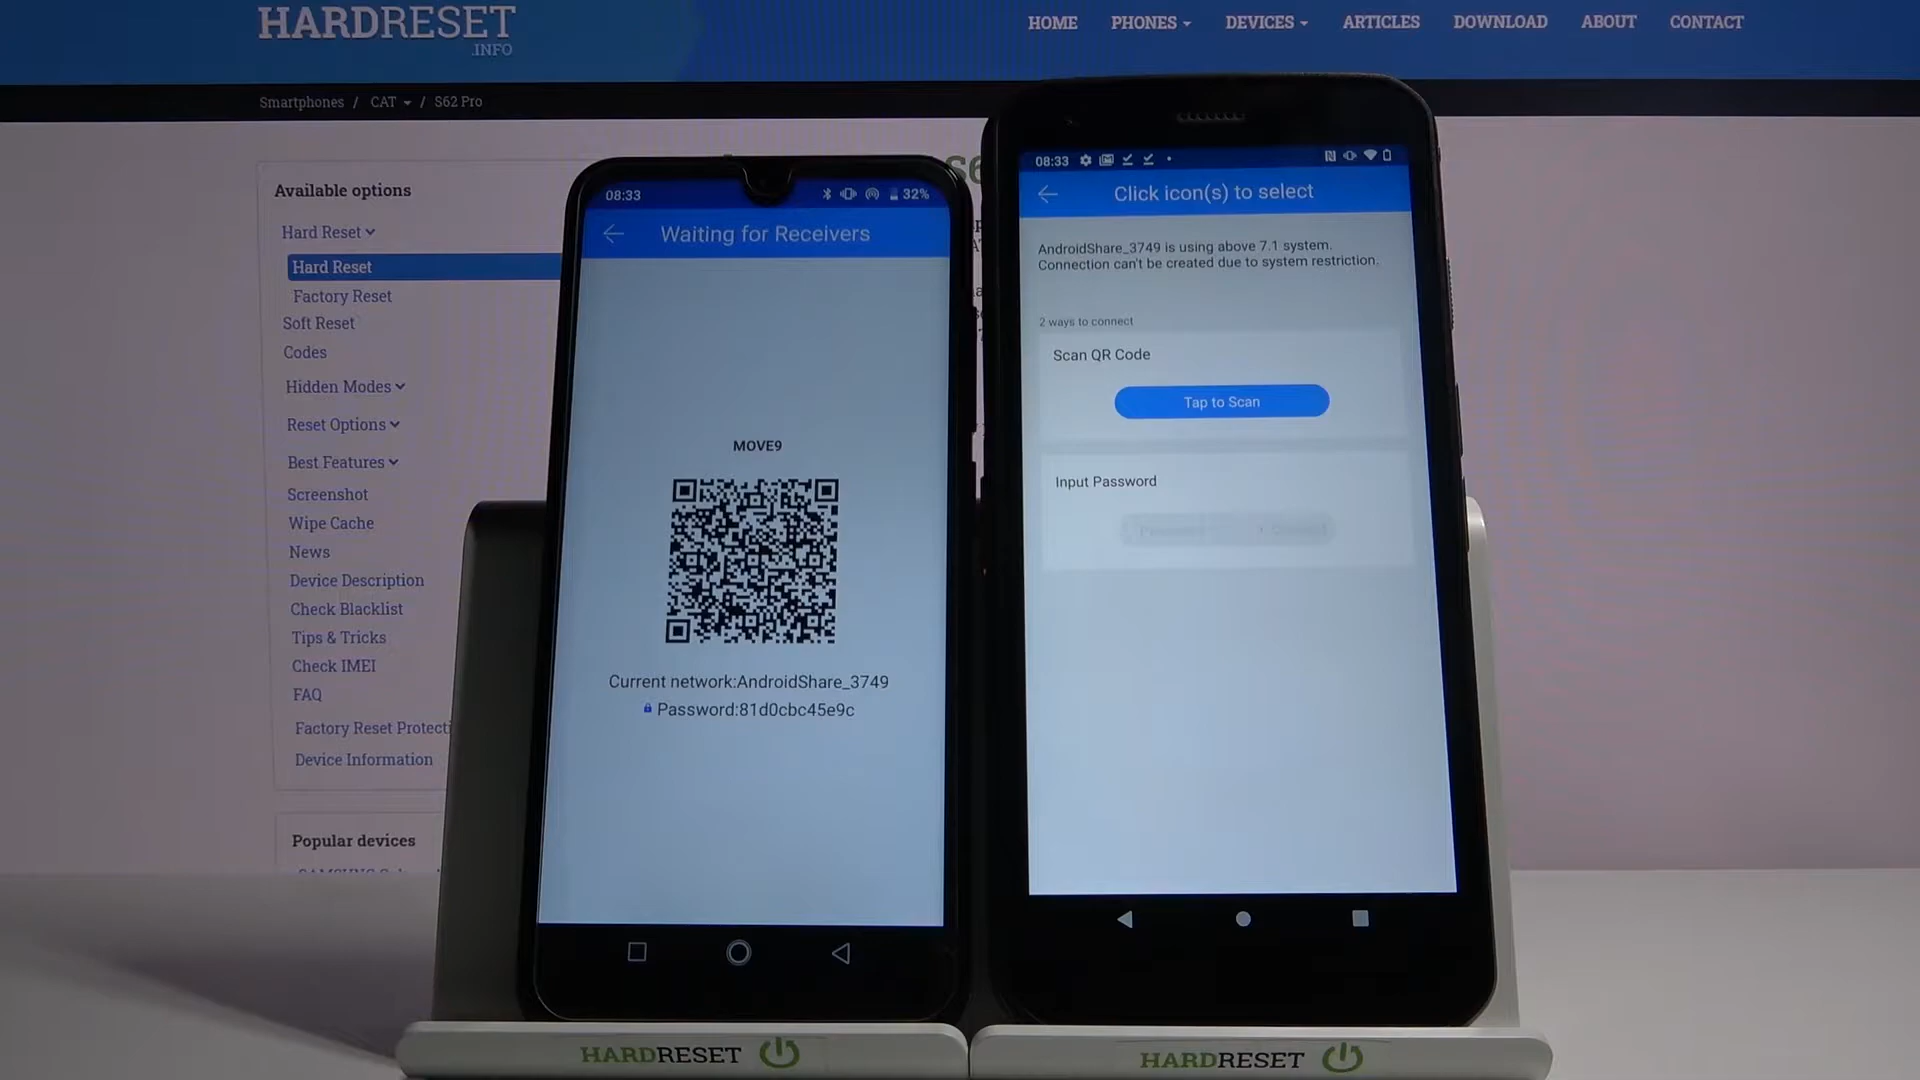 HARDRESET
.INFO
HOME PHONES DEVICES ARTICLES DOWNLOAD ABOUT CONTACT
Smartphones / CAT / S62 Pro
Available options
Hard Reset
Hard Reset
Factory Reset
Soft Reset
Codes
Hidden Modes
Reset Options
Best Features
Screenshot
Wipe Cache
News
Device Description
Check Blacklist
Tips & Tricks
Check IMEI
FAQ
Factory Reset Protecti
Device Information
Popular devices
08:33 32%
Waiting for Receivers
MOVE9
Current network:AndroidShare_3749
Password:81d0cbc45e9c
08:33
Click icon(s) to select
AndroidShare_3749 is using above 7.1 system.
Connection can't be created due to system restriction.
2 ways to connect
Scan QR Code
Tap to Scan
Input Password
HARDRESET
HARDRESET